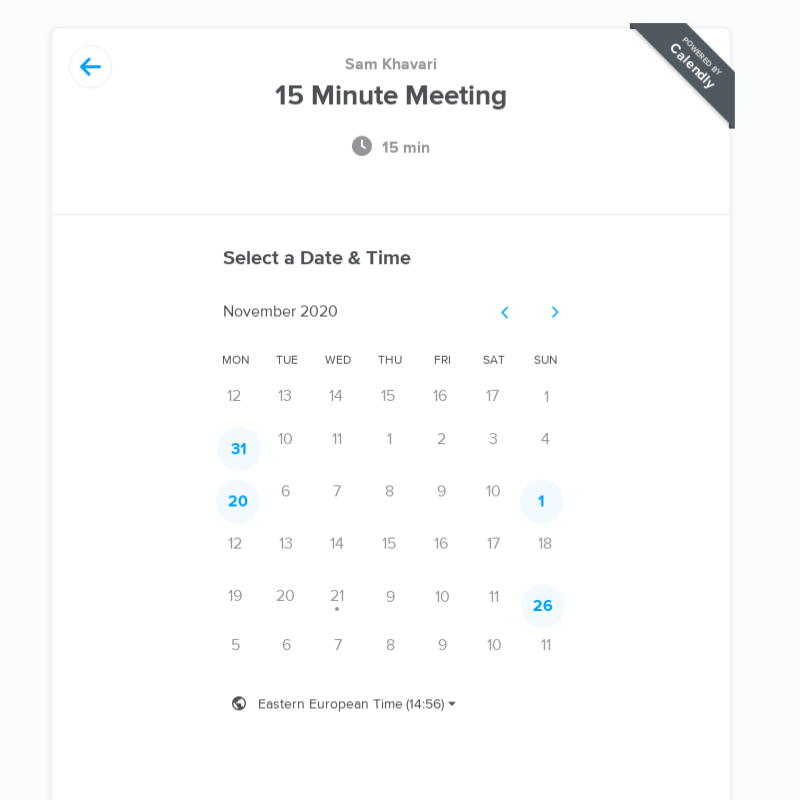 POWERED BY
Calendly
Sam Khavari
15 Minute Meeting
15 min
Select a Date & Time
November 2020
MON TUE WED THU FRI SAT SUN
12 13 14 15 16 17 1
31 10 11 1 2 3 4
20 6 7 8 9 10 1
12 13 14 15 16 17 18
19 20 21 9 10 11 26
5 6 7 8 9 10 11
Eastern European Time (14:56)